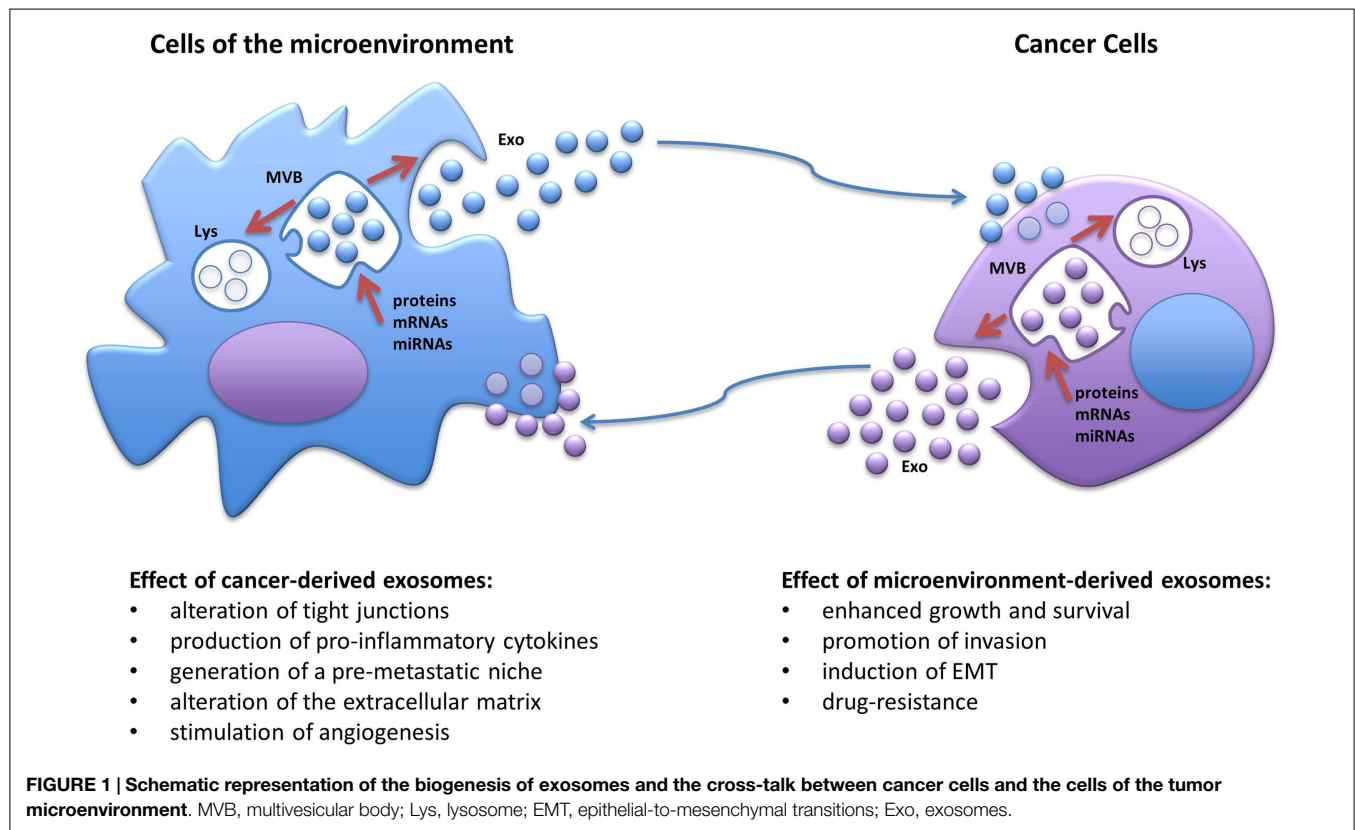 Cells of the microenvironment
Cancer Cells
Exo
MVB
Lys
proteins
mRNAs
miRNAs
MVB
Lys
proteins
mRNAs
miRNAs
Exo
Effect of cancer-derived exosomes:
• alteration of tight junctions
• production of pro-inflammatory cytokines
• generation of a pre-metastatic niche
• alteration of the extracellular matrix
• stimulation of angiogenesis
Effect of microenvironment-derived exosomes:
• enhanced growth and survival
• promotion of invasion
• induction of EMT
• drug-resistance
FIGURE 1 | Schematic representation of the biogenesis of exosomes and the cross-talk between cancer cells and the cells of the tumor
microenvironment. MVB, multivesicular body; Lys, lysosome; EMT, epithelial-to-mesenchymal transitions; Exo, exosomes.